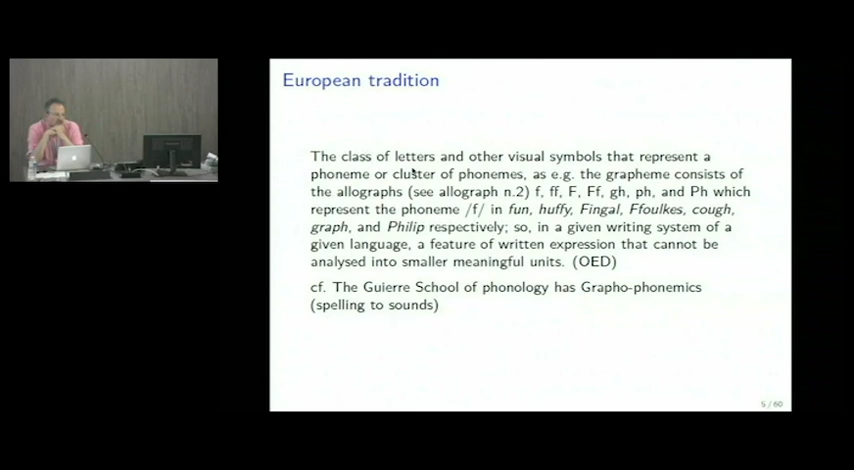 European tradition
The class of letters and other visual symbols that represent a
phoneme or cluster of phonemes, as e.g. the grapheme consists of
the allographs (see allograph n.2) f, ff, F, Ff, gh, ph, and Ph which
represent the phoneme /f/ in fun, huffy, Fingal, Ffoulkes, cough,
graph, and Philip respectively; so, in a given writing system of a
given language, a feature of written expression that cannot be
analysed into smaller meaningful units. (OED)
cf. The Guierre School of phonology has Grapho-phonemics
(spelling to sounds)
5 / 60